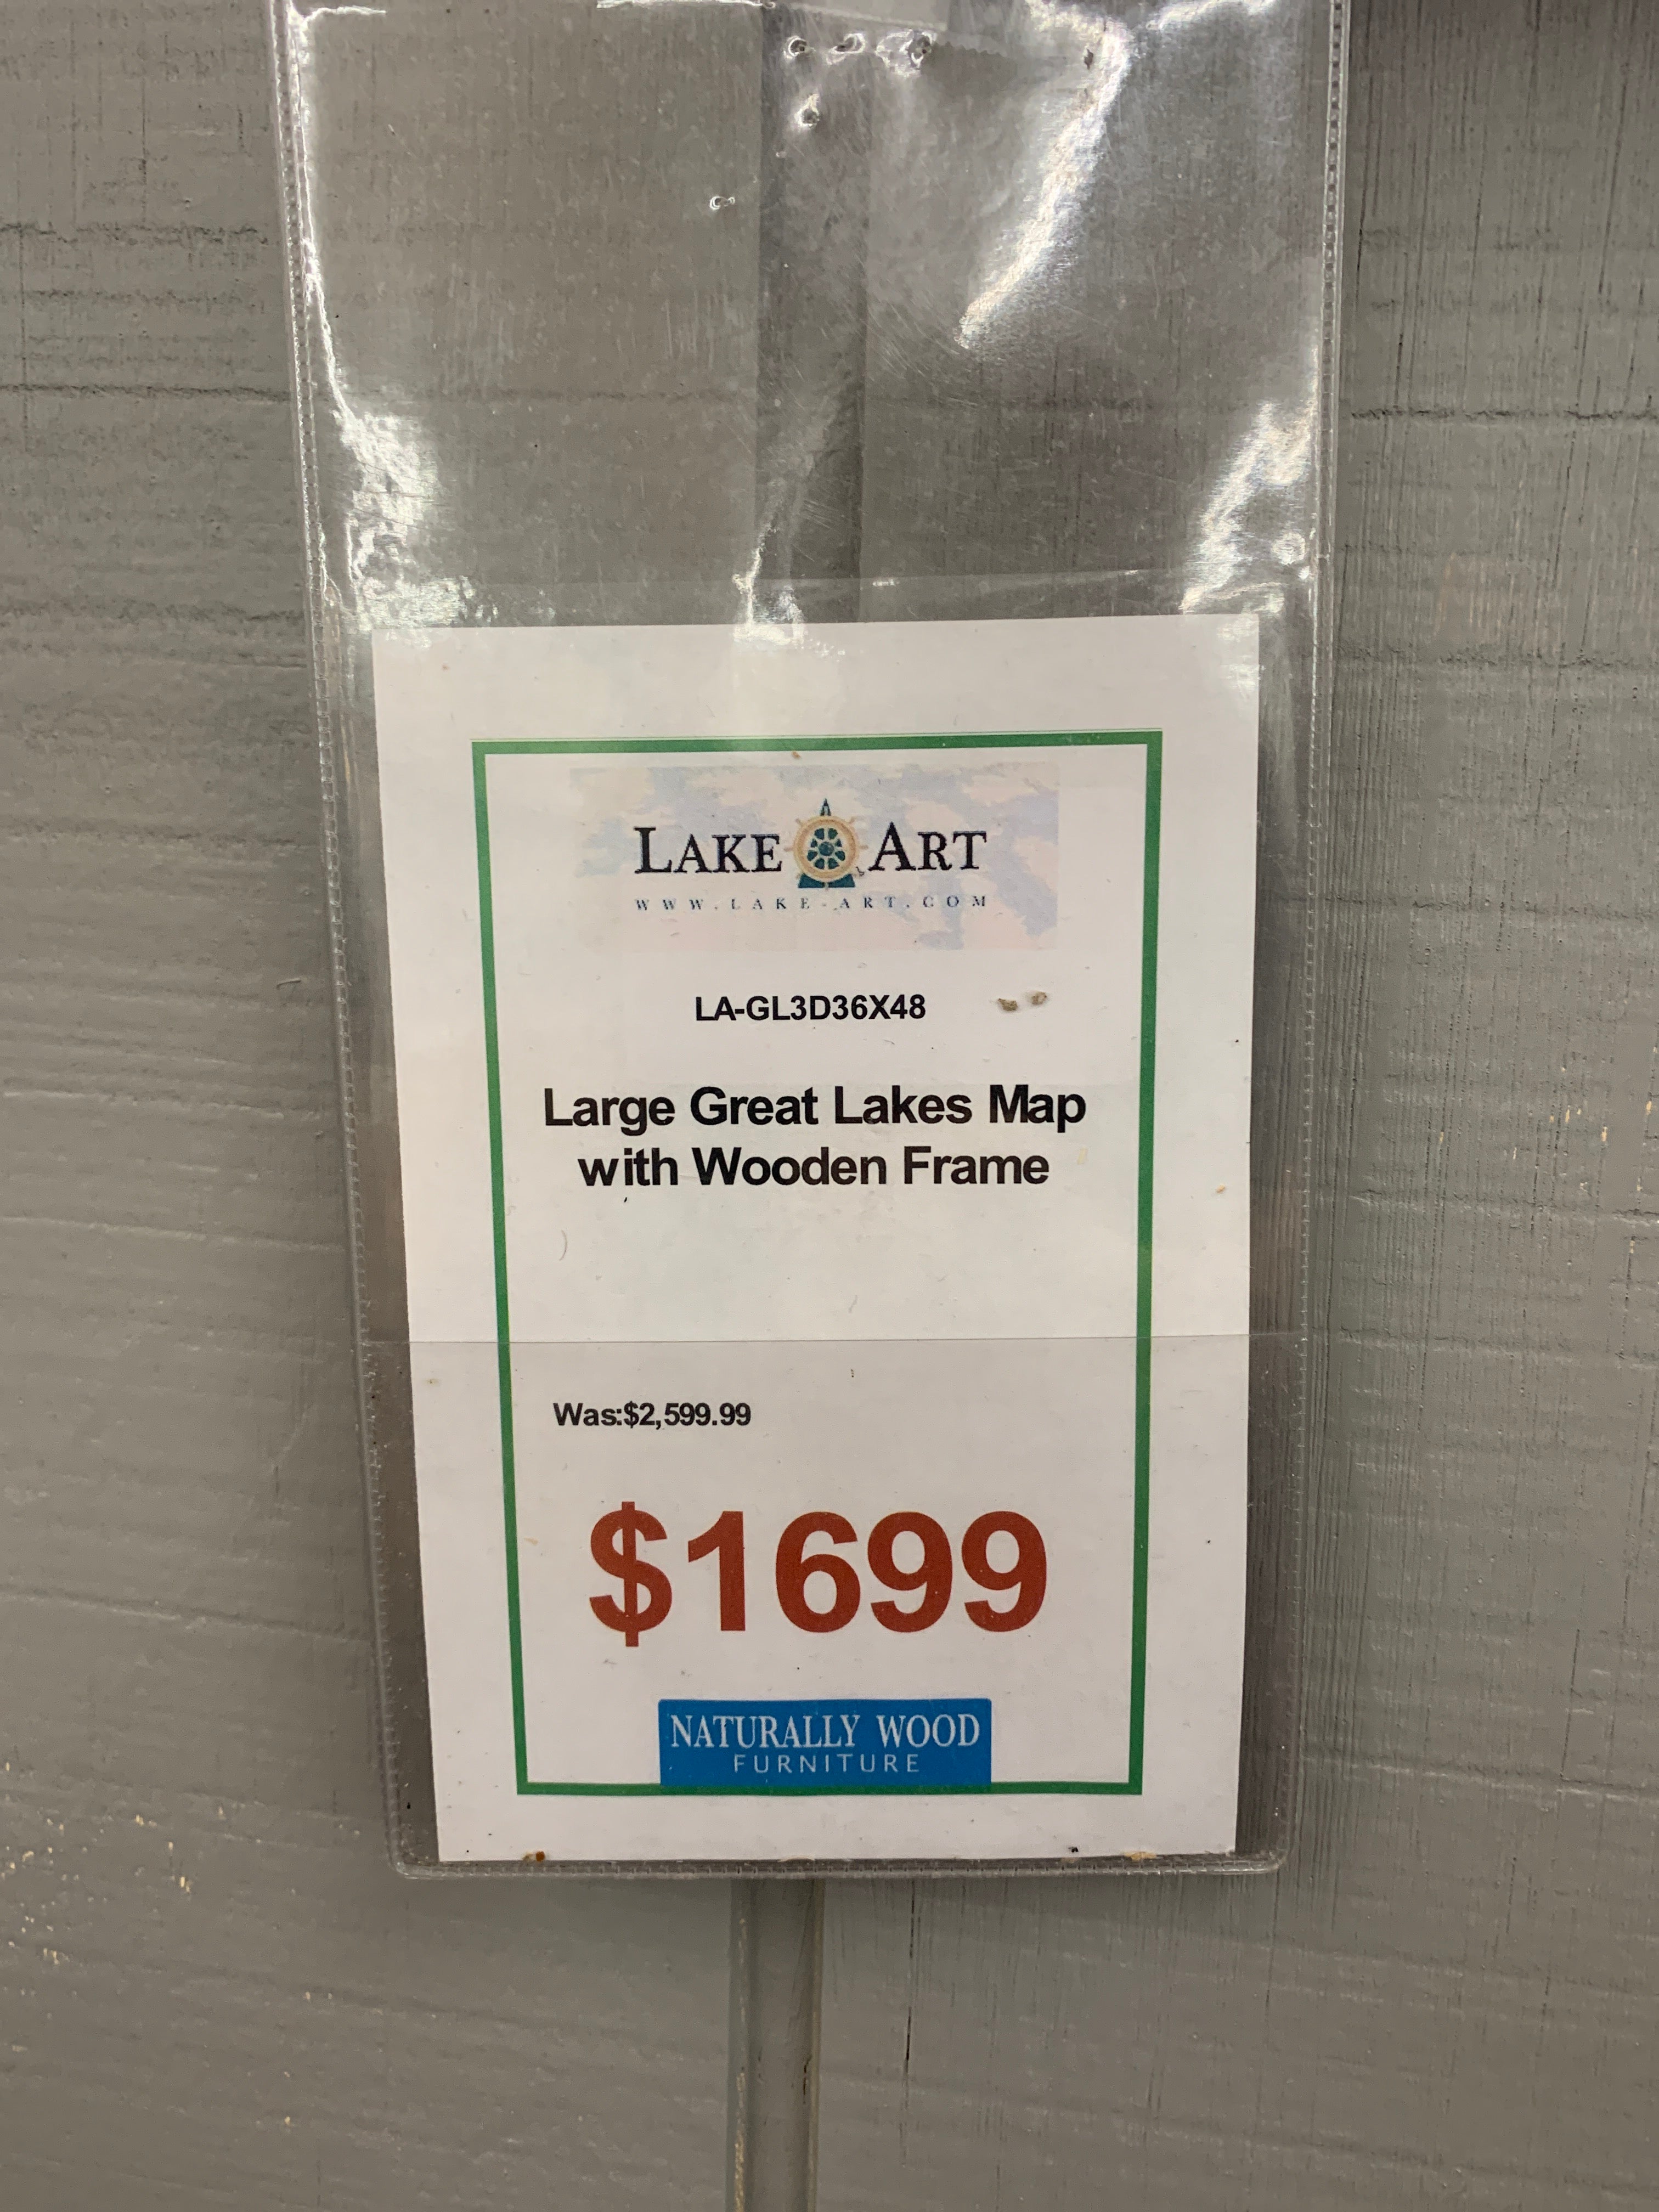 LAKE ART
WWW.LAKE-ART.COM
LA-GL3D36X48
Large Great Lakes Map
with Wooden Frame
Was:$2,599.99
$1699
NATURALLY WOOD
FURNITURE